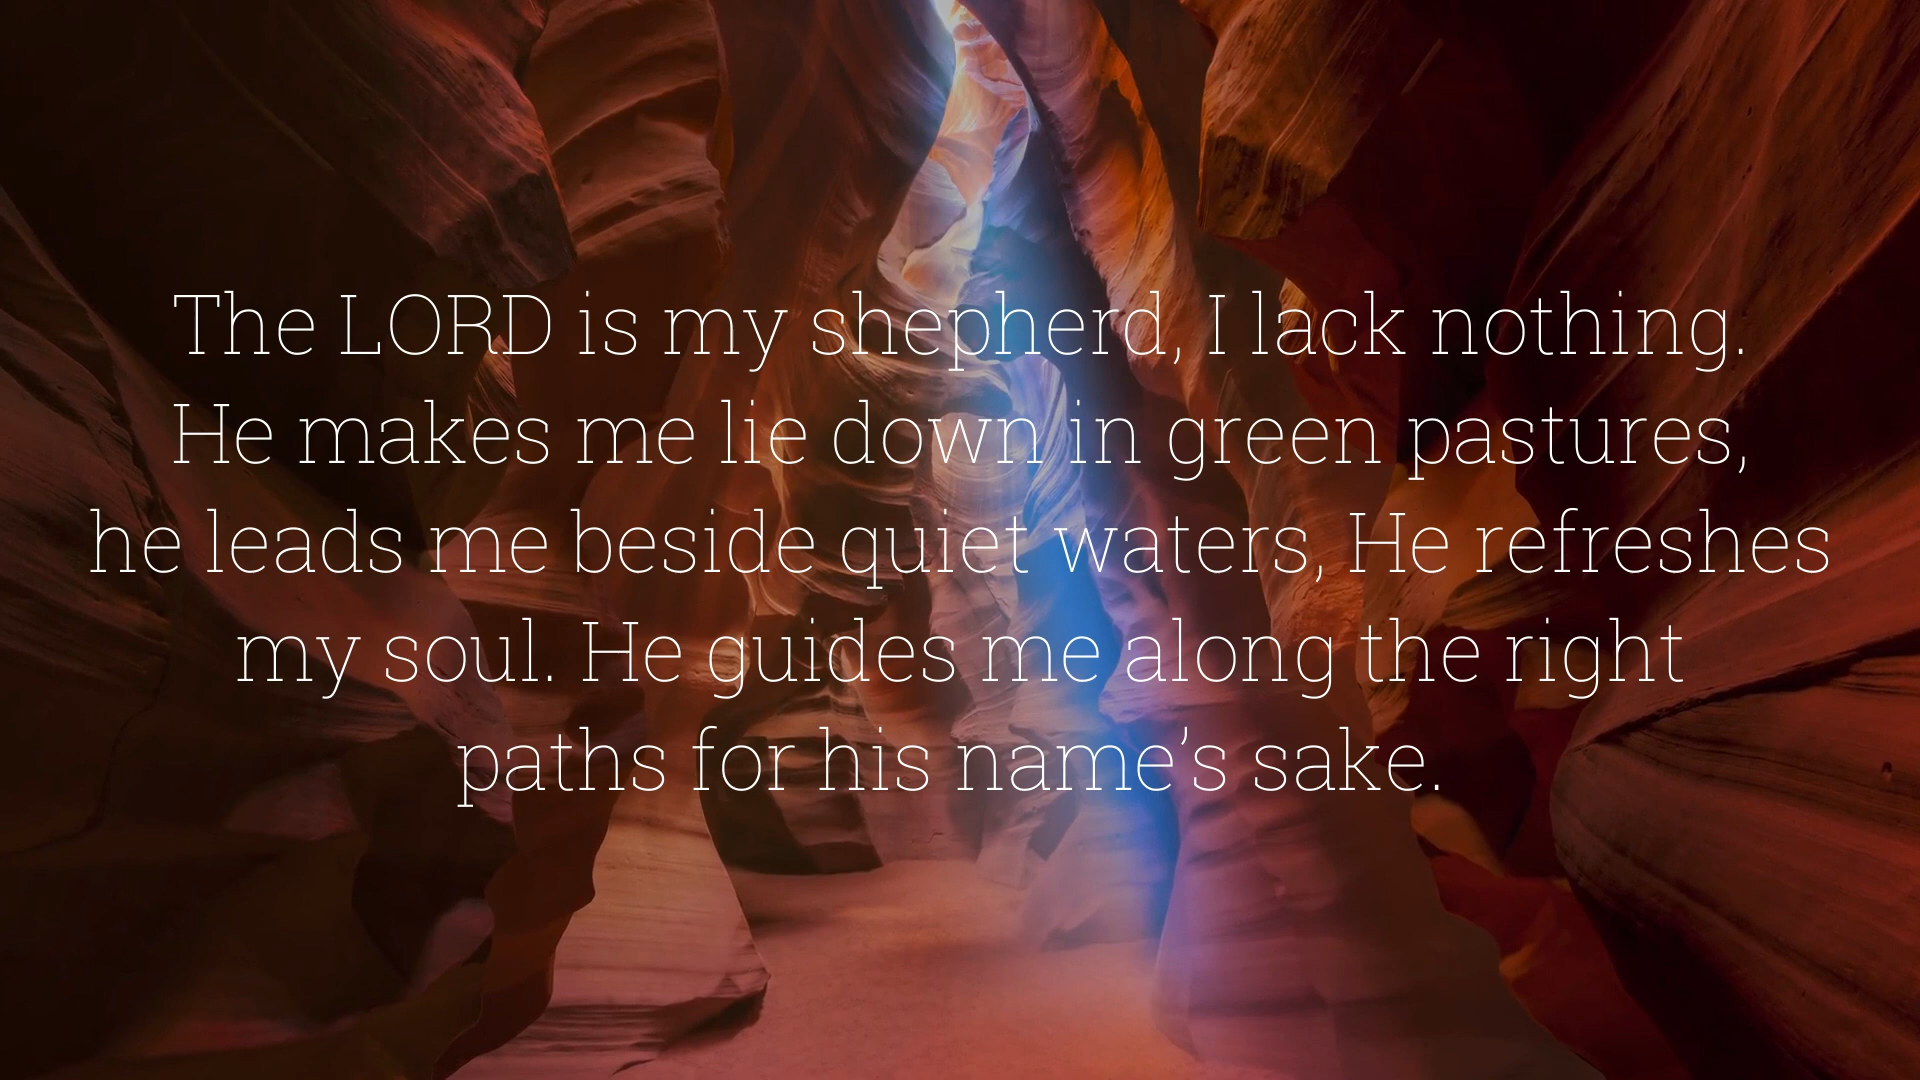 The LORD is my shepherd, I lack nothing.
He makes me lie down in green pastures,
he leads me beside quiet waters, He refreshes
my soul. He guides me along the right
paths for his name’s sake.